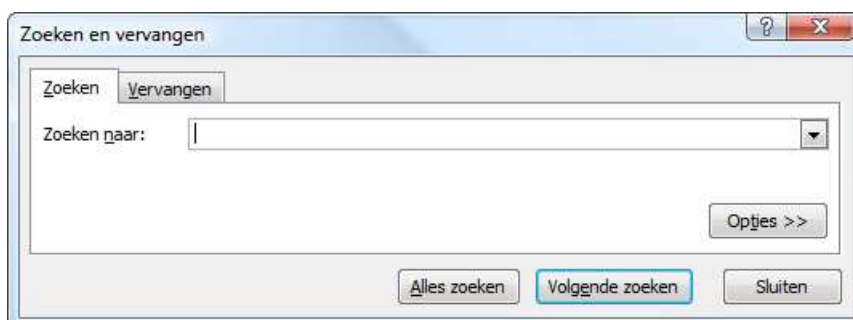 Zoeken en vervangen
Zoeken Vervangen
Zoeken naar:
Opties >>
Alles zoeken Volgende zoeken Sluiten